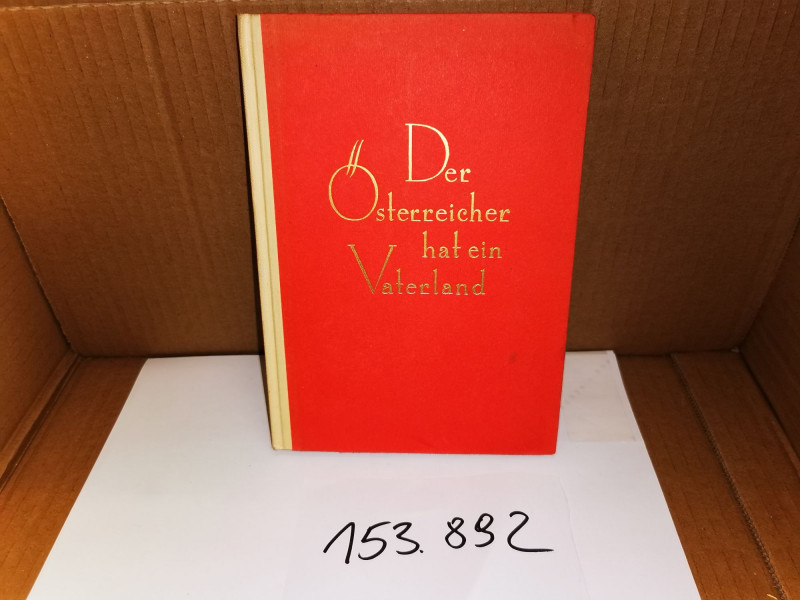 Der
Österreicher
hat ein
Vaterland
153.892